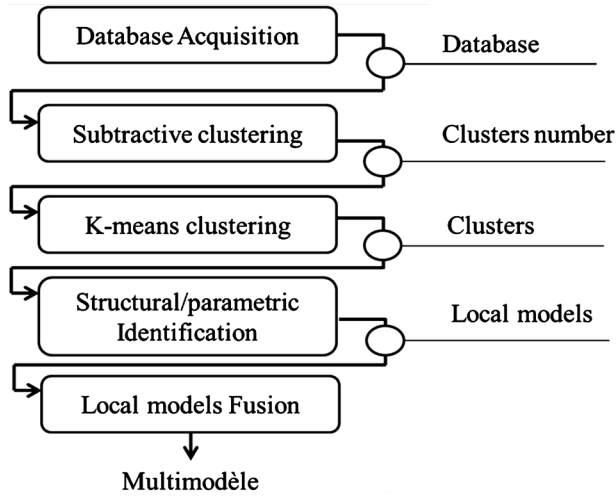 Database Acquisition
Database
Subtractive clustering
Clusters number
K-means clustering
Clusters
Structural/parametric
Identification
Local models
Local models Fusion
Multimodèle